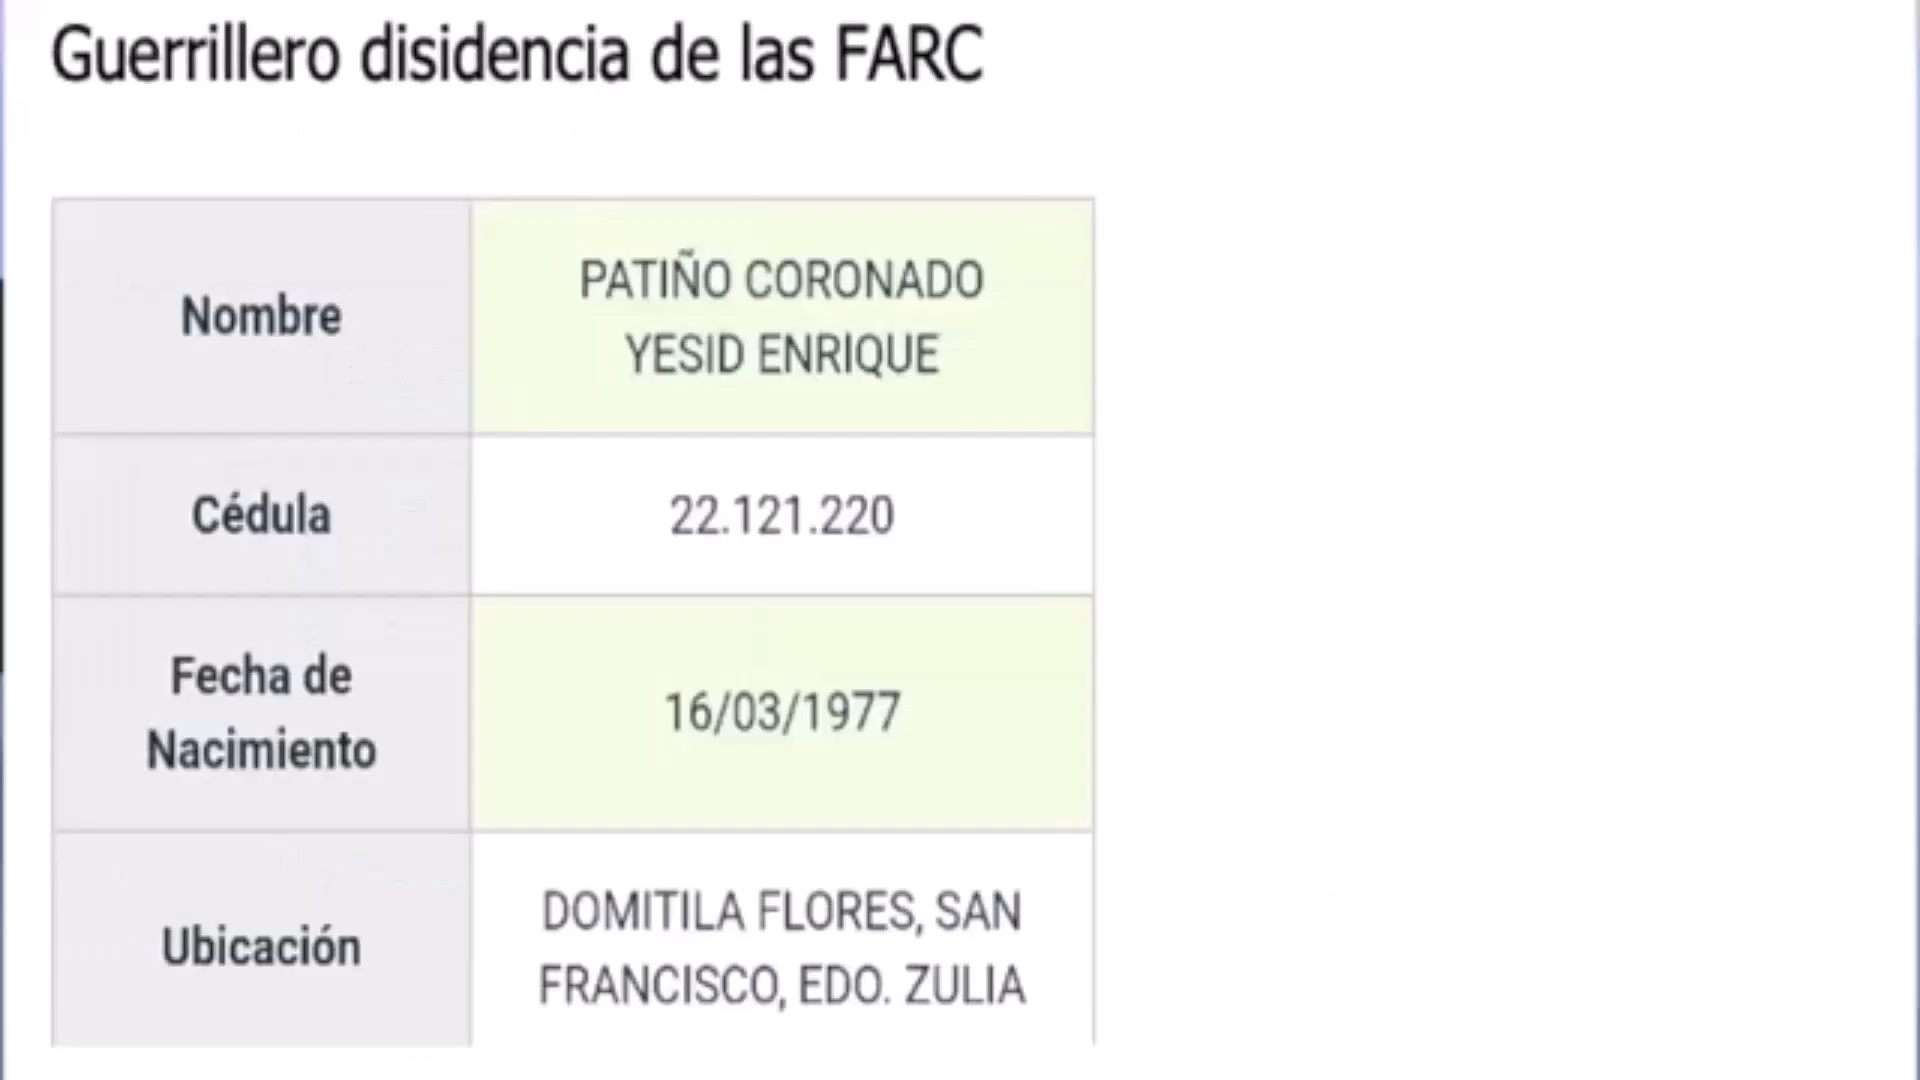 Guerrillero disidencia de las FARC
Nombre
PATIÑO CORONADO
YESID ENRIQUE
Cédula
22.121.220
Fecha de
Nacimiento
16/03/1977
Ubicación
DOMITILA FLORES, SAN
FRANCISCO, EDO. ZULIA